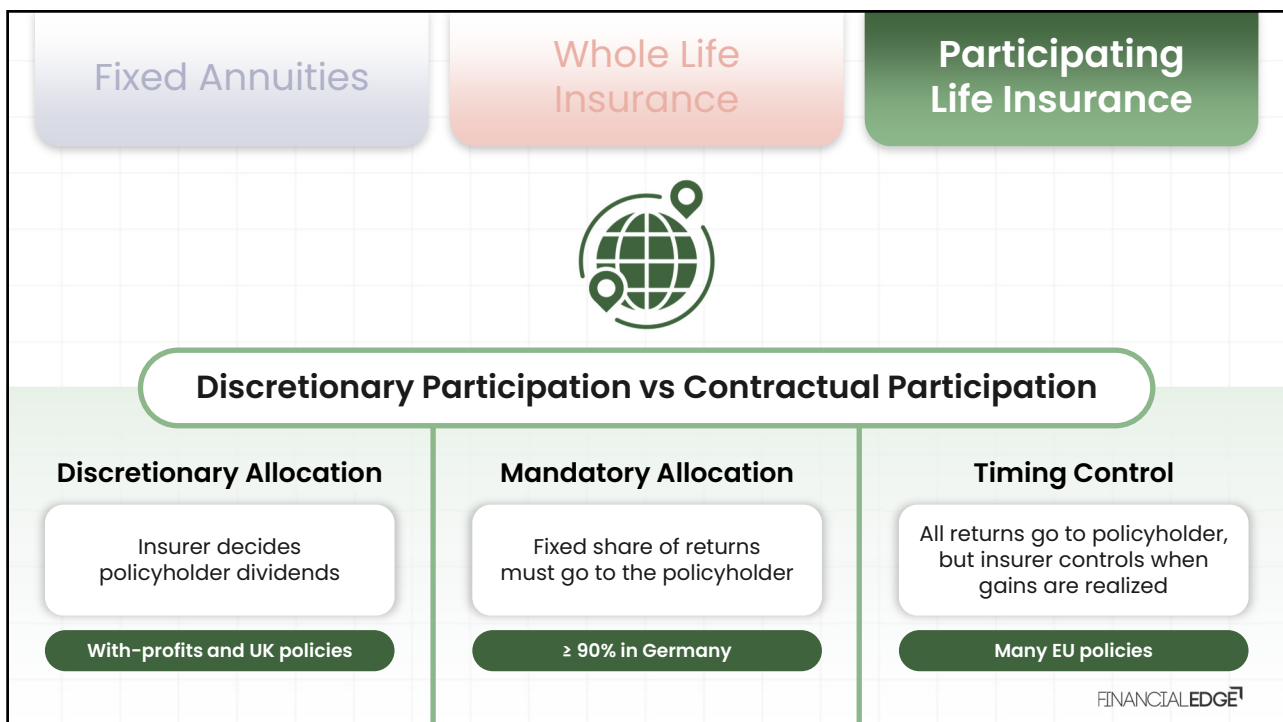 Fixed Annuities
Whole Life
Insurance
Participating
Life Insurance
Discretionary Participation vs Contractual Participation
Discretionary Allocation
Insurer decides
policyholder dividends
With-profits and UK policies
Mandatory Allocation
Fixed share of returns
must go to the policyholder
≥ 90% in Germany
Timing Control
All returns go to policyholder,
but insurer controls when
gains are realized
Many EU policies
FINANCIALEDGE